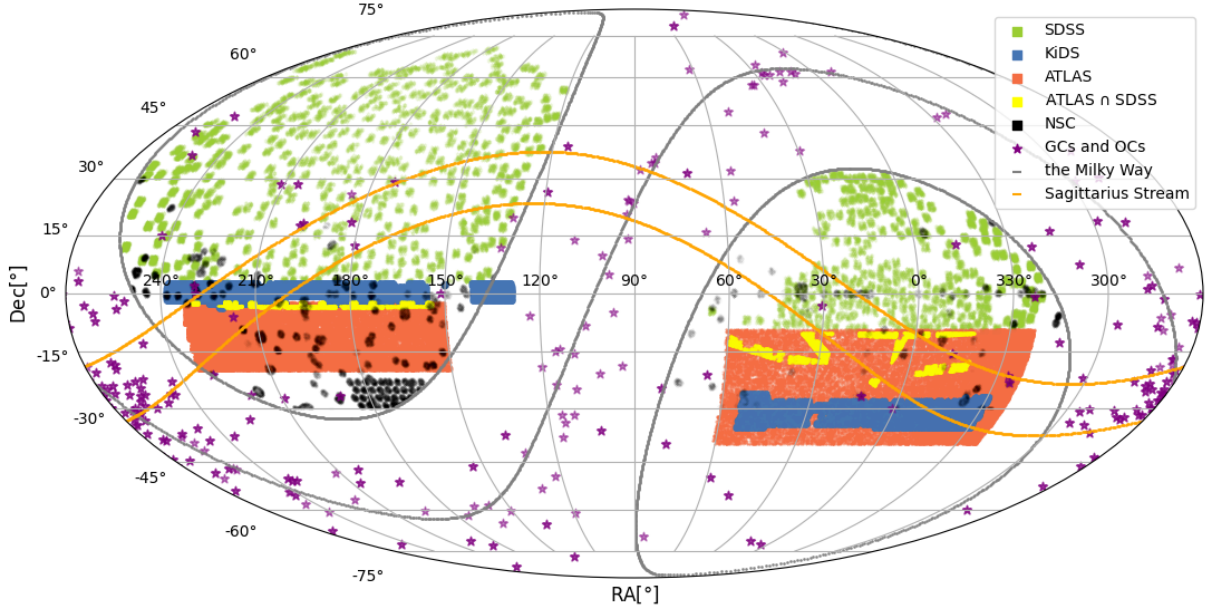 75°
60°
45°
30°
15°
0°
-15°
-30°
-45°
-60°
-75°
Dec[°]
240° 210° 180° 150° 120° 90° 60° 30° 0° 330° 300°
RA[°]
SDSS
KiDS
ATLAS
ATLAS ∩ SDSS
NSC
GCs and OCs
the Milky Way
Sagittarius Stream